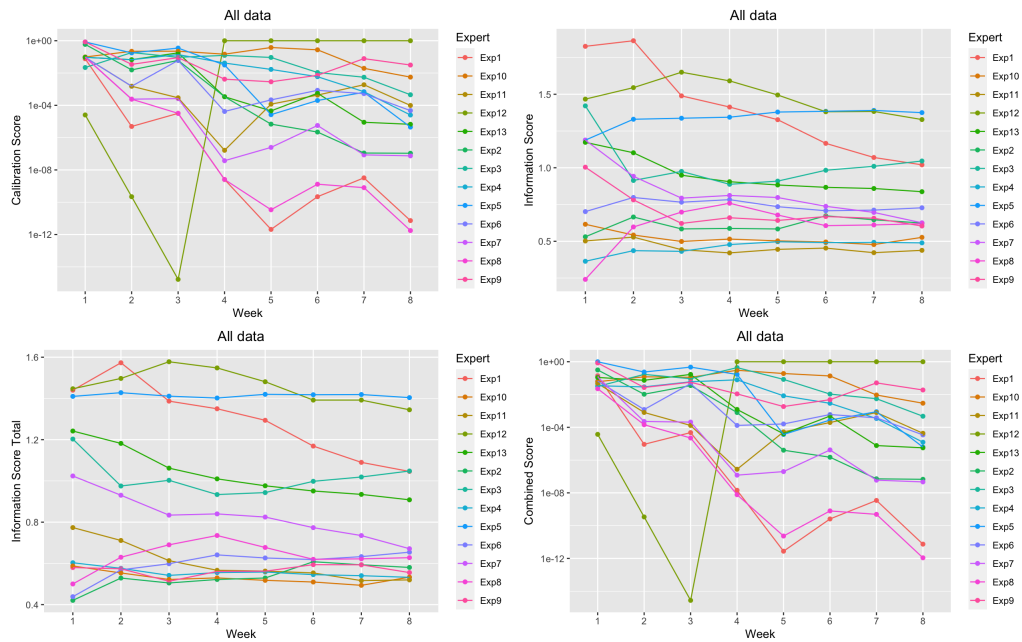 All data
Calibration Score
1e+00
1e-04
1e-08
1e-12
1 2 3 4 5 6 7 8
Week
Expert
Exp1
Exp10
Exp11
Exp12
Exp13
Exp2
Exp3
Exp4
Exp5
Exp6
Exp7
Exp8
Exp9
All data
Information Score
1.5
1.0
0.5
1 2 3 4 5 6 7 8
Week
Expert
Exp1
Exp10
Exp11
Exp12
Exp13
Exp2
Exp3
Exp4
Exp5
Exp6
Exp7
Exp8
Exp9
All data
Information Score Total
1.6
1.2
0.8
0.4
1 2 3 4 5 6 7 8
Week
Expert
Exp1
Exp10
Exp11
Exp12
Exp13
Exp2
Exp3
Exp4
Exp5
Exp6
Exp7
Exp8
Exp9
All data
Combined Score
1e+00
1e-04
1e-08
1e-12
1 2 3 4 5 6 7 8
Week
Expert
Exp1
Exp10
Exp11
Exp12
Exp13
Exp2
Exp3
Exp4
Exp5
Exp6
Exp7
Exp8
Exp9